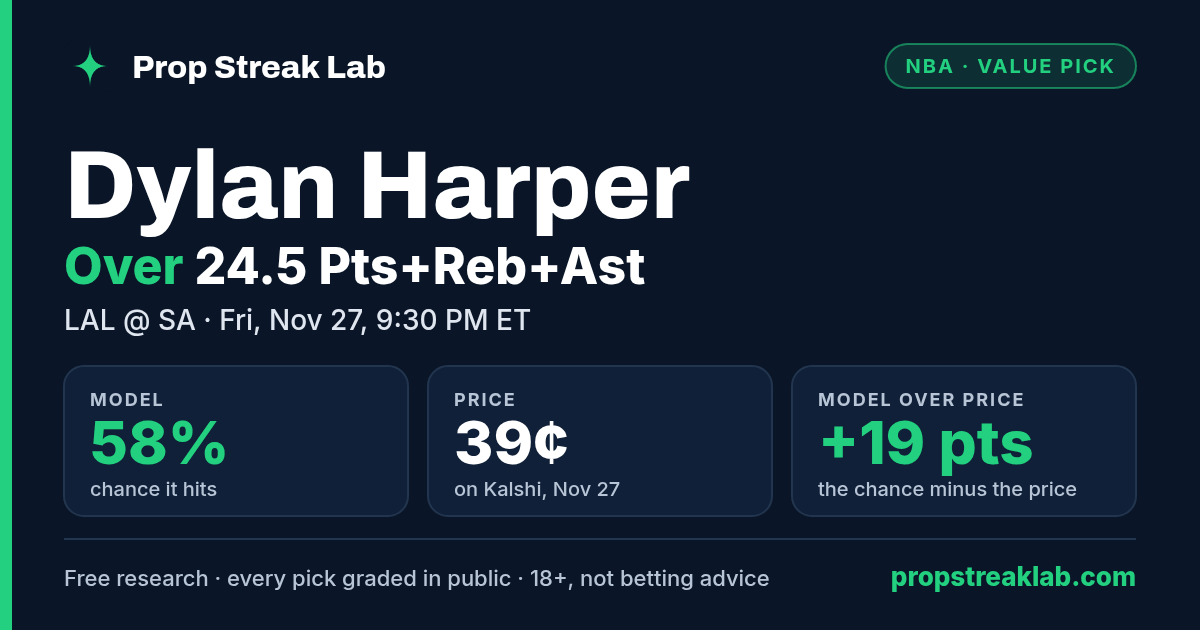 Prop Streak Lab
NBA · VALUE PICK
Dylan Harper
Over 24.5 Pts+Reb+Ast
LAL @ SA · Fri, Nov 27, 9:30 PM ET
MODEL
58%
chance it hits
PRICE
39¢
on Kalshi, Nov 27
MODEL OVER PRICE
+19 pts
the chance minus the price
Free research · every pick graded in public · 18+, not betting advice
propstreaklab.com